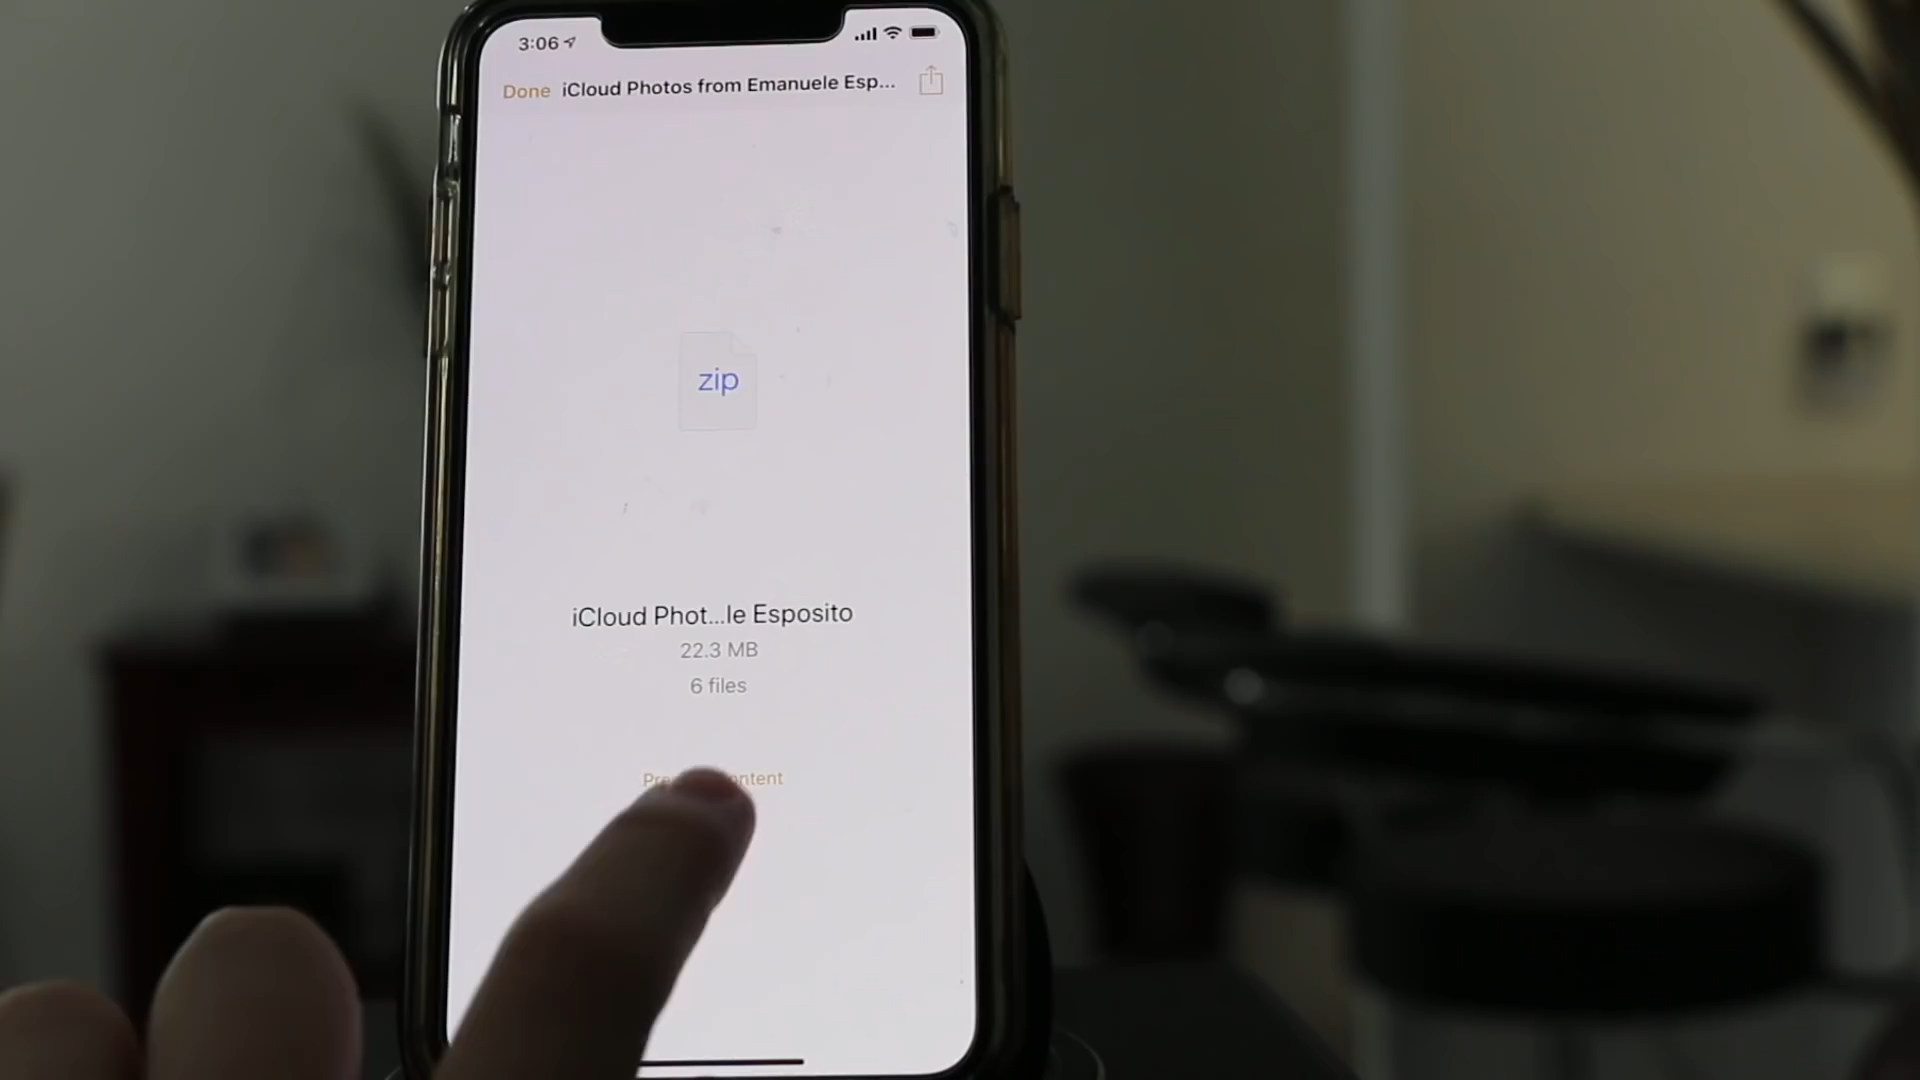 3:06
Done iCloud Photos from Emanuele Esp...
zip
iCloud Phot...le Esposito
22.3 MB
6 files